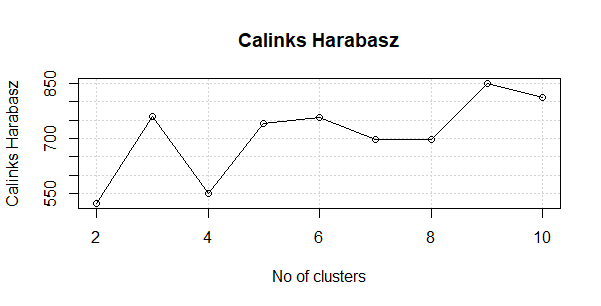 Calinks Harabasz
Calinks Harabasz
850
700
550
2 4 6 8 10
No of clusters